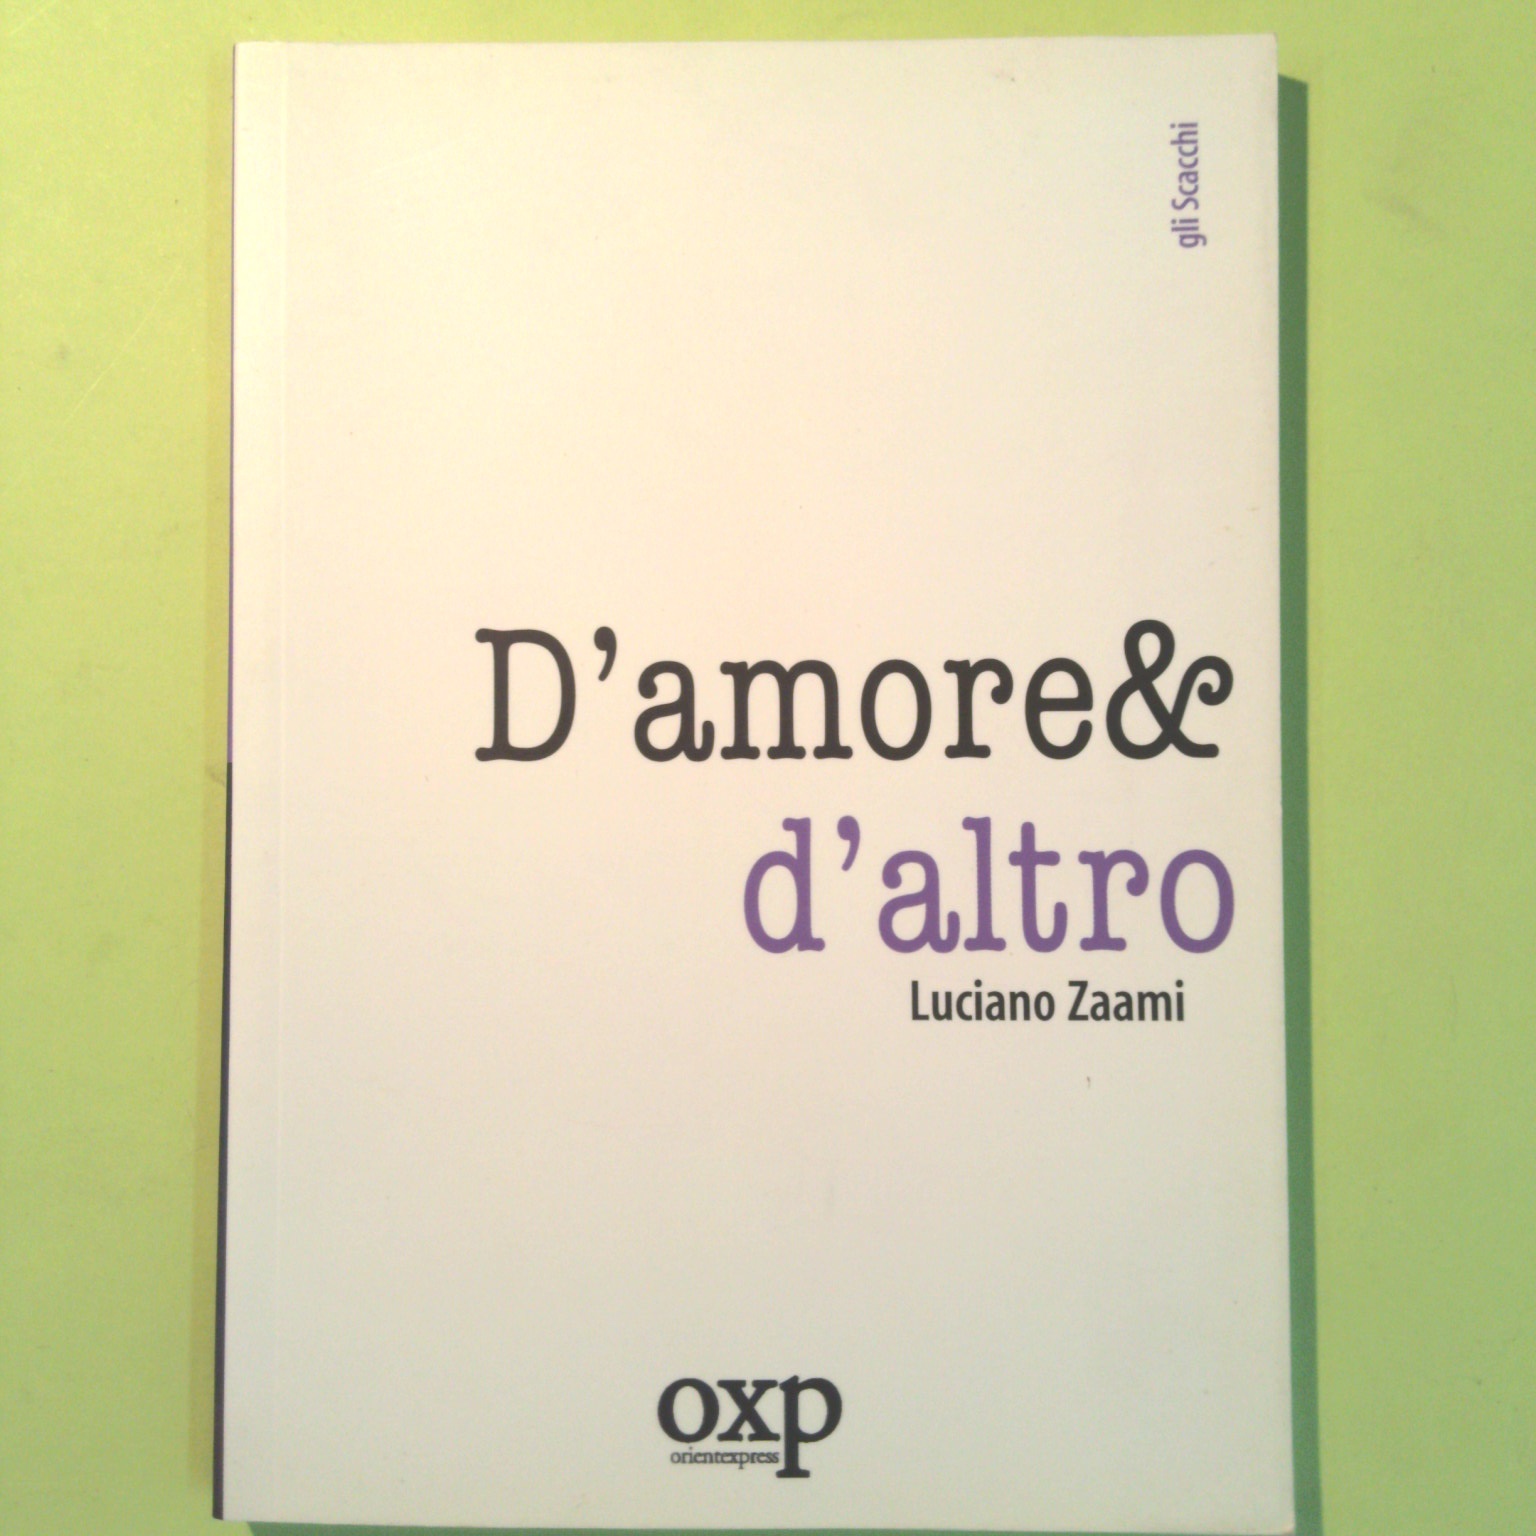 gli Scacchi
D'amore&
d'altro
Luciano Zaami
oxp
orientexpress